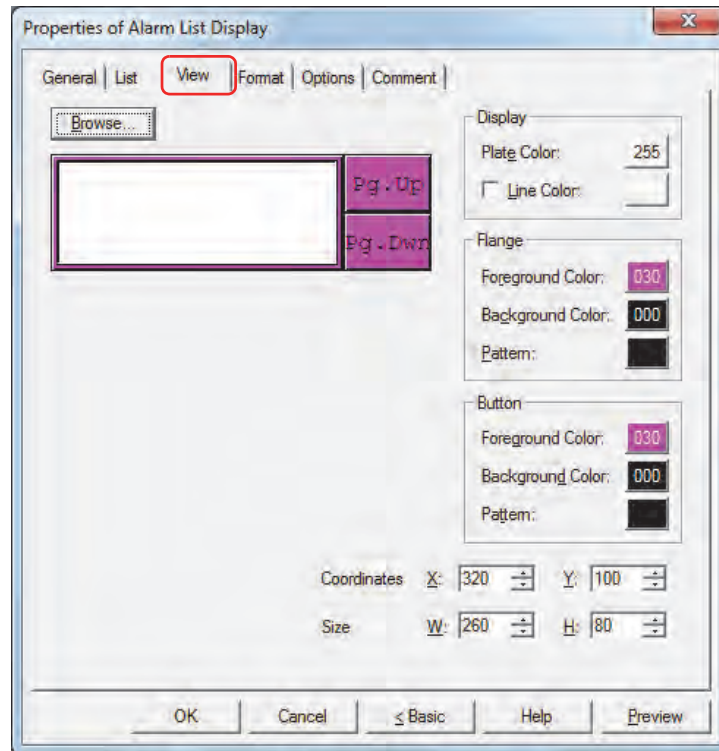 Properties of Alarm List Display
General List View Format Options Comment
Browse...
Pg.Up
Pg.Dwn
Display
Plate Color: 255
Line Color:
Flange
Foreground Color: 030
Background Color: 000
Pattern:
Button
Foreground Color: 030
Background Color: 000
Pattern:
Coordinates X: 320 Y: 100
Size W: 260 H: 80
OK Cancel < Basic Help Preview